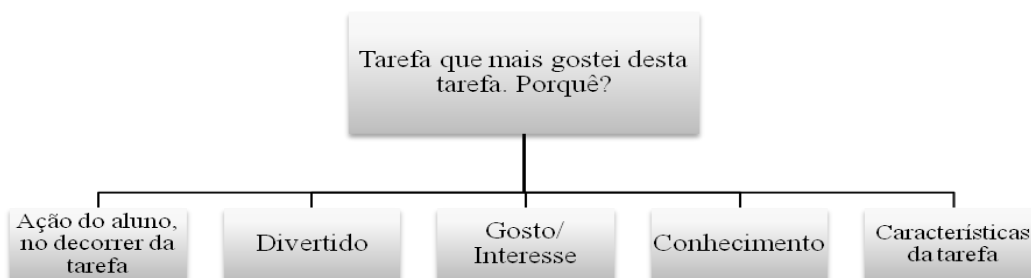 Tarefa que mais gostei desta
tarefa. Porquê?
Ação do aluno,
no decorrer da
tarefa
Divertido
Gosto/
Interesse
Conhecimento
Características
da tarefa